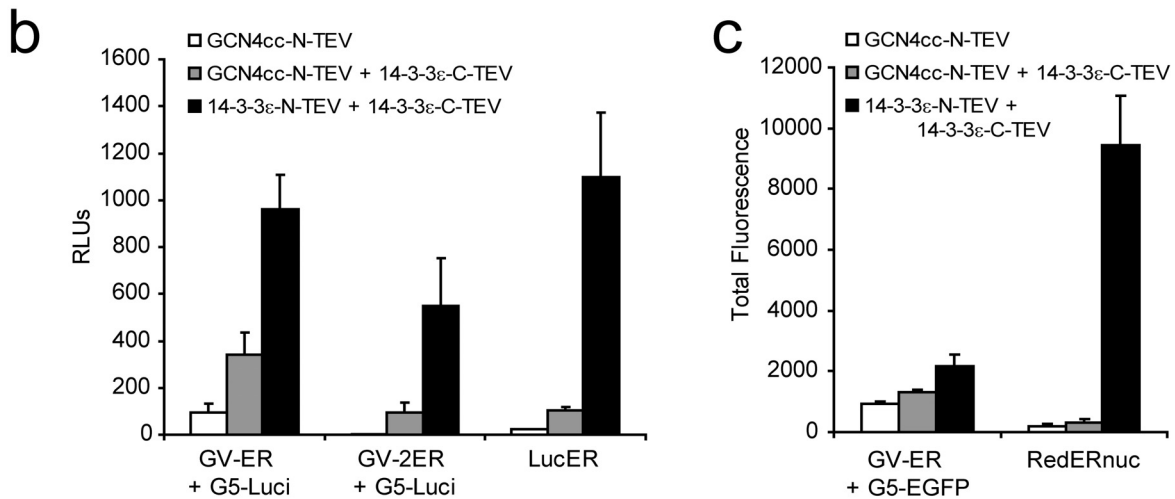 b
GCN4cc-N-TEV
GCN4cc-N-TEV + 14-3-3ε-C-TEV
14-3-3ε-N-TEV + 14-3-3ε-C-TEV
1600
1400
1200
1000
800
600
400
200
0
RLUs
GV-ER
+ G5-Luci
GV-2ER
+ G5-Luci
LucER
c
GCN4cc-N-TEV
GCN4cc-N-TEV + 14-3-3ε-C-TEV
14-3-3ε-N-TEV +
14-3-3ε-C-TEV
12000
10000
8000
6000
4000
2000
0
Total Fluorescence
GV-ER
+ G5-EGFP
RedERnuc